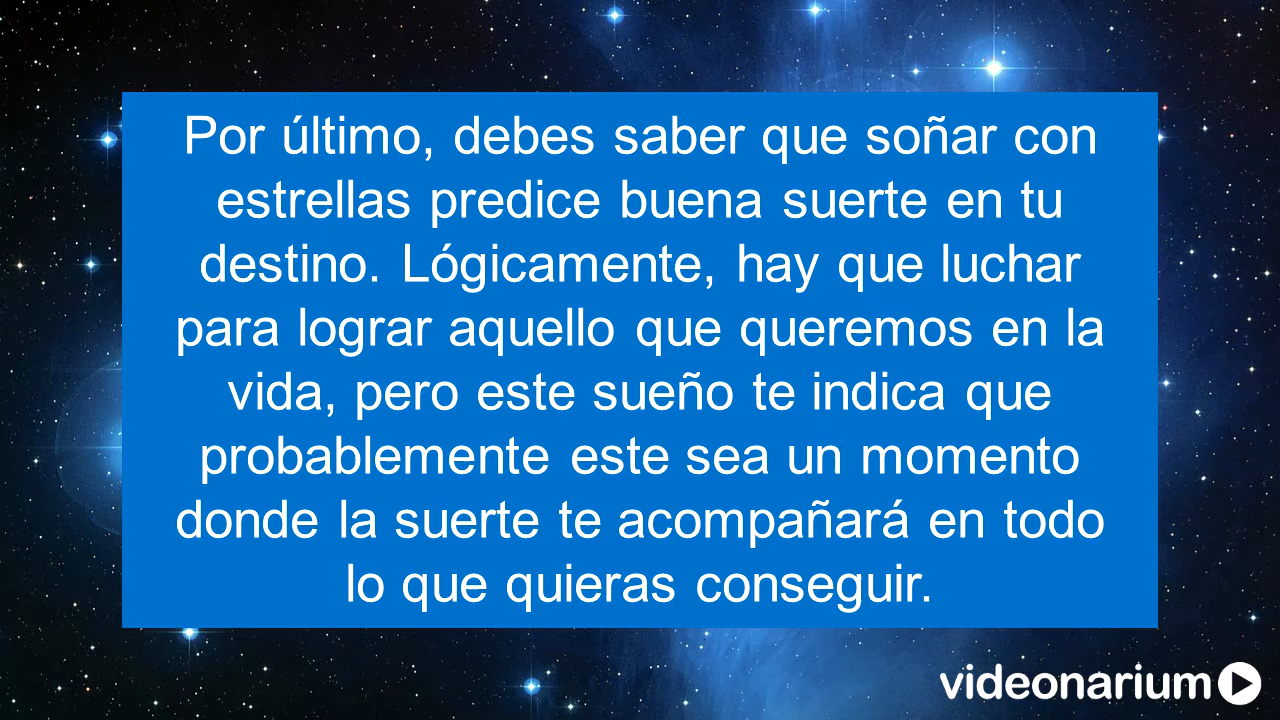 Por último, debes saber que soñar con
estrellas predice buena suerte en tu
destino. Lógicamente, hay que luchar
para lograr aquello que queremos en la
vida, pero este sueño te indica que
probablemente este sea un momento
donde la suerte te acompañará en todo
lo que quieras conseguir.
videonarium